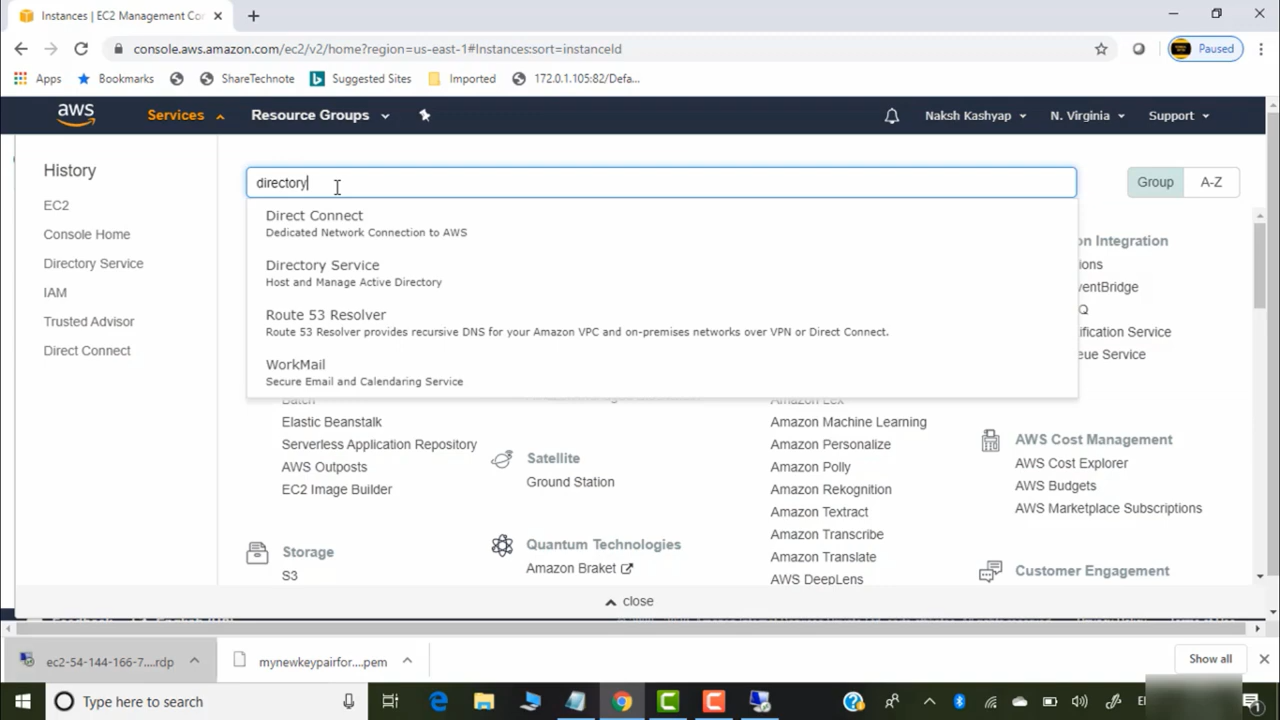 Instances | EC2 Management Con
console.aws.amazon.com/ec2/v2/home?region=us-east-1#Instances:sort=instanceId
Paused
Apps
Bookmarks
ShareTechnote
Suggested Sites
Imported
172.0.1.105:82/Defa...
aws
Services
Resource Groups
Naksh Kashyap
N. Virginia
Support
History
EC2
Console Home
Directory Service
IAM
Trusted Advisor
Direct Connect
directory
Group
A-Z
Direct Connect
Dedicated Network Connection to AWS
Directory Service
Host and Manage Active Directory
Route 53 Resolver
Route 53 Resolver provides recursive DNS for your Amazon VPC and on-premises networks over VPN or Direct Connect.
WorkMail
Secure Email and Calendaring Service
Batch
Elastic Beanstalk
Serverless Application Repository
AWS Outposts
EC2 Image Builder
Storage
S3
Satellite
Ground Station
Quantum Technologies
Amazon Braket
Amazon Lex
Amazon Machine Learning
Amazon Personalize
Amazon Polly
Amazon Rekognition
Amazon Textract
Amazon Transcribe
Amazon Translate
AWS DeepLens
on Integration
ions
ventBridge
Q
ification Service
eue Service
AWS Cost Management
AWS Cost Explorer
AWS Budgets
AWS Marketplace Subscriptions
Customer Engagement
close
ec2-54-144-166-7....rdp
mynewkeypairfor....pem
Show all
Type here to search